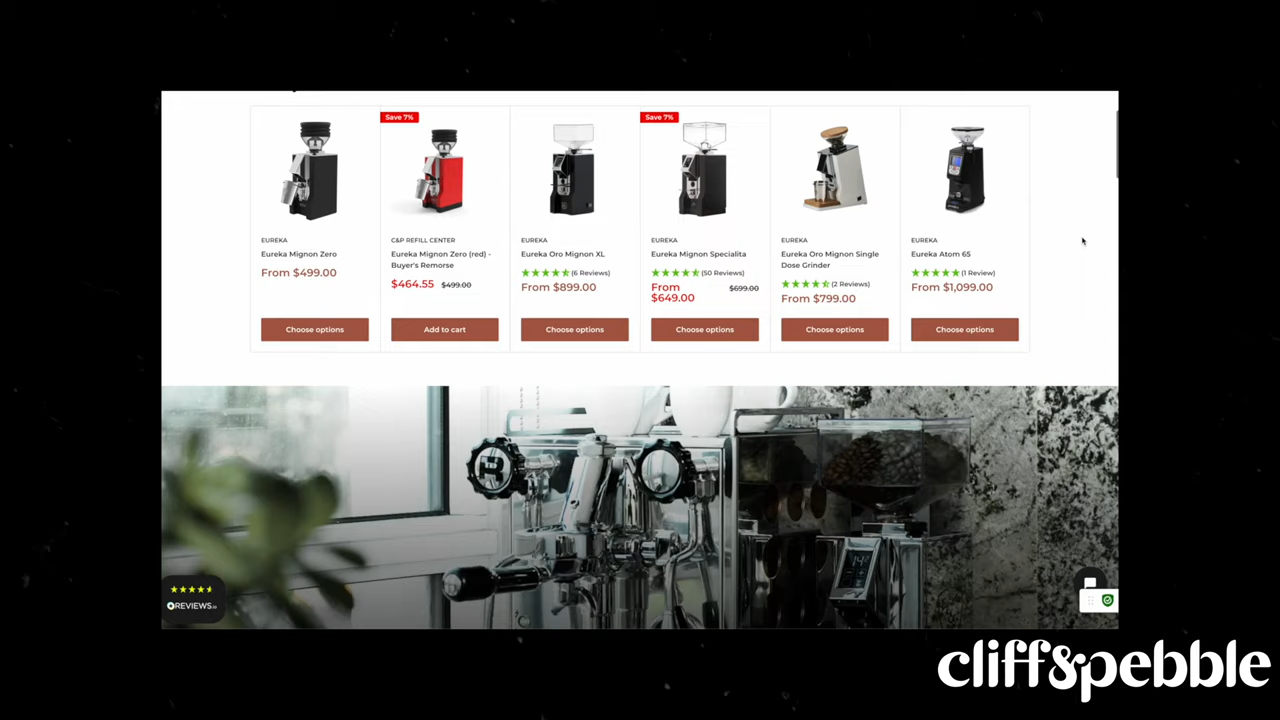 Save 7%
Save 7%
EUREKA
Eureka Mignon Zero
From $499.00
Choose options
C&P REFILL CENTER
Eureka Mignon Zero (red) -
Buyer's Remorse
$464.55 $499.00
Add to cart
EUREKA
Eureka Oro Mignon XL
(6 Reviews)
From $899.00
Choose options
EUREKA
Eureka Mignon Specialita
(50 Reviews)
From $699.00
$649.00
Choose options
EUREKA
Eureka Oro Mignon Single
Dose Grinder
(2 Reviews)
From $799.00
Choose options
EUREKA
Eureka Atom 65
(1 Review)
From $1,099.00
Choose options
R
REVIEWS.io
cliff&pebble